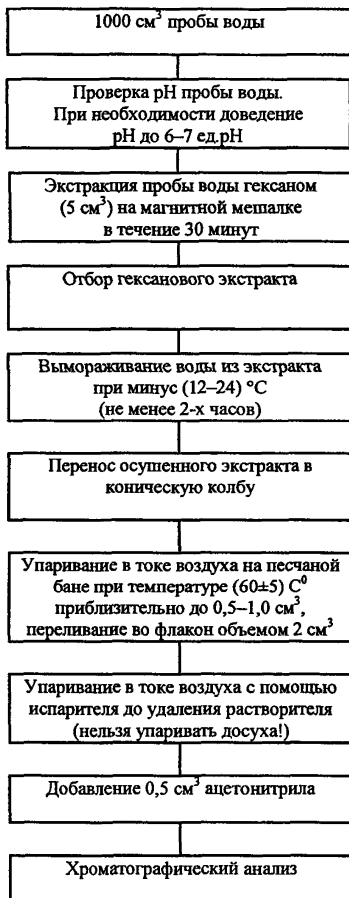 1000 см³ пробы воды
Проверка pH пробы воды.
При необходимости доведение
pH до 6–7 ед.pH
Экстракция пробы воды гексаном
(5 см³) на магнитной мешалке
в течение 30 минут
Отбор гексанового экстракта
Вымораживание воды из экстракта
при минус (12–24) °С
(не менее 2-х часов)
Перенос осушенного экстракта в
коническую колбу
Упаривание в токе воздуха на песчаной
бане при температуре (60±5) С⁰
приблизительно до 0,5–1,0 см³,
переливание во флакон объемом 2 см³
Упаривание в токе воздуха с помощью
испарителя до удаления растворителя
(нельзя упаривать досуха!)
Добавление 0,5 см³ ацетонитрила
Хроматографический анализ